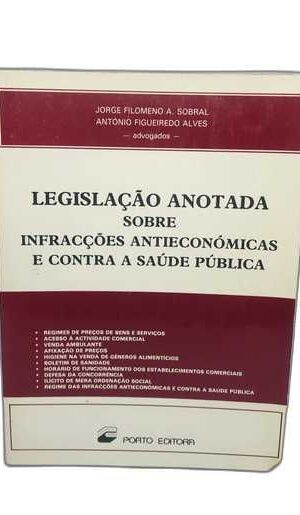 JORGE FILOMENO A. SOBRAL
ANTÓNIO FIGUEIREDO ALVES
— advogados —
LEGISLAÇÃO ANOTADA
SOBRE
INFRACÇÕES ANTIECONÓMICAS
E CONTRA A SAÚDE PÚBLICA
• REGIMES DE PREÇOS DE BENS E SERVIÇOS
• ACESSO À ACTIVIDADE COMERCIAL
• VENDA AMBULANTE
• AFIXAÇÃO DE PREÇOS
• HIGIENE NA VENDA DE GÉNEROS ALIMENTÍCIOS
• BOLETIM DE SANIDADE
• HORÁRIO DE FUNCIONAMENTO DOS ESTABELECIMENTOS COMERCIAIS
• DEFESA DA CONCORRÊNCIA
• ILÍCITO DE MERA ORDENAÇÃO SOCIAL
• REGIME DAS INFRACÇÕES ANTIECONÓMICAS E CONTRA A SAÚDE PÚBLICA
PORTO EDITORA